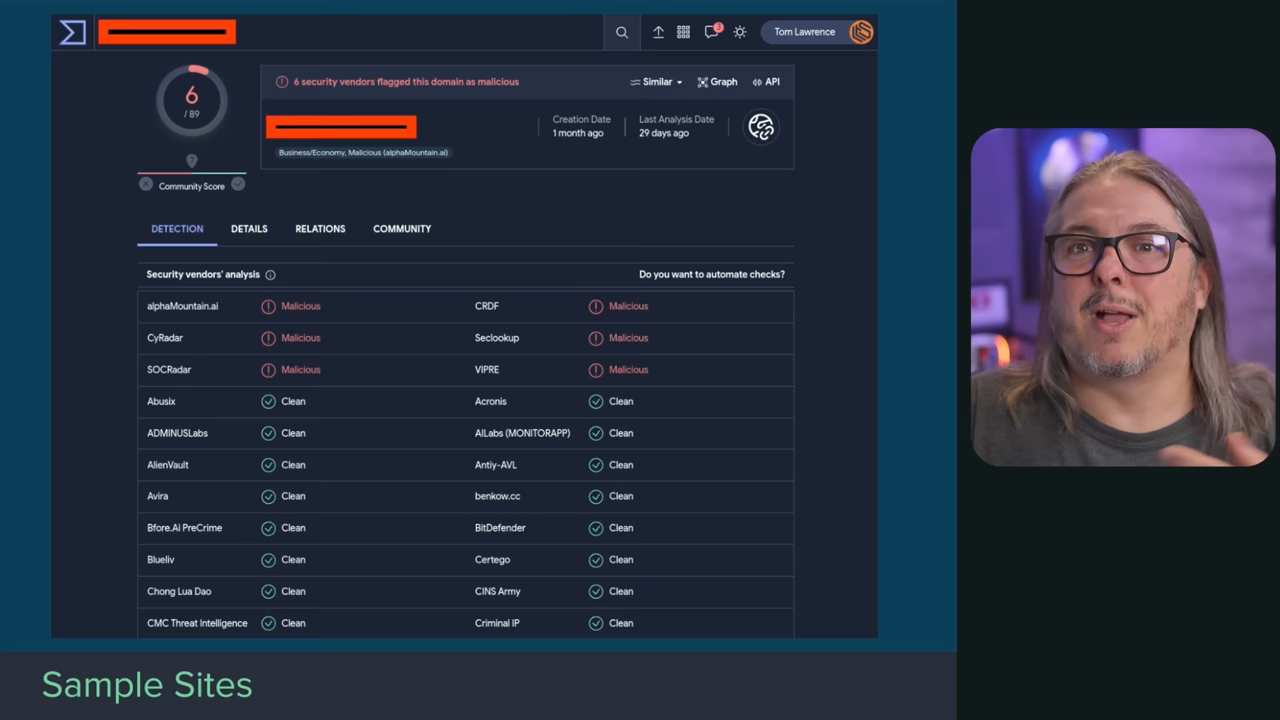 3
Tom Lawrence
6
/ 89
6 security vendors flagged this domain as malicious
Similar
Graph
API
Creation Date
1 month ago
Last Analysis Date
29 days ago
Business/Economy, Malicious (alphaMountain.ai)
Community Score
DETECTION DETAILS RELATIONS COMMUNITY
Security vendors' analysis
Do you want to automate checks?
alphaMountain.ai Malicious CRDF Malicious
CyRadar Malicious Seclookup Malicious
SOCRadar Malicious VIPRE Malicious
Abusix Clean Acronis Clean
ADMINUSLabs Clean AILabs (MONITORAPP) Clean
AlienVault Clean Antiy-AVL Clean
Avira Clean benkow.cc Clean
Bfore.Ai PreCrime Clean BitDefender Clean
Blueliv Clean Certego Clean
Chong Lua Dao Clean CINS Army Clean
CMC Threat Intelligence Clean Criminal IP Clean
Sample Sites